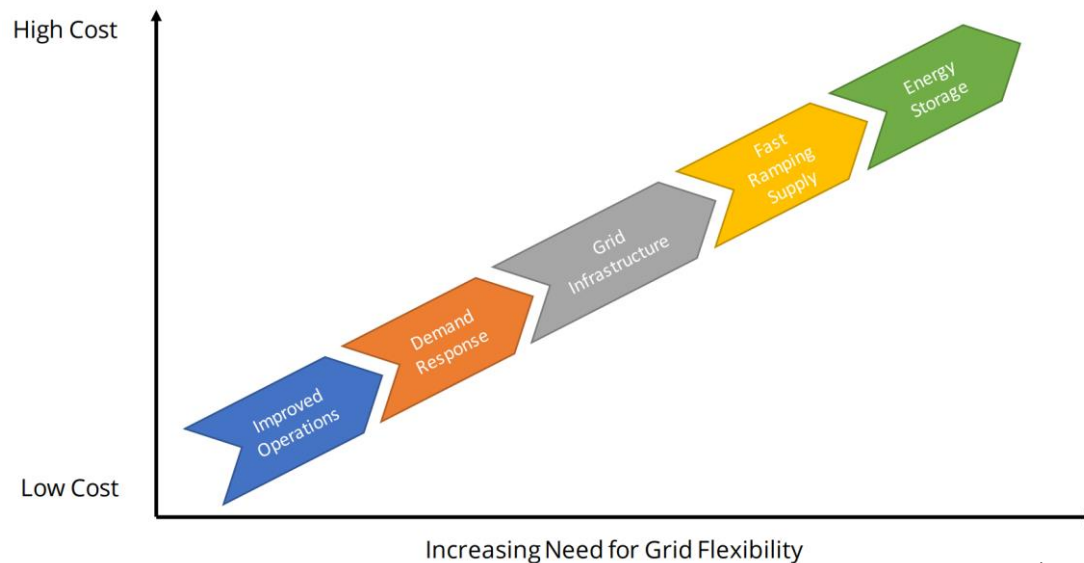 High Cost
Energy
Storage
Fast
Ramping
Supply
Grid
Infrastructure
Demand
Response
Improved
Operations
Low Cost
Increasing Need for Grid Flexibility